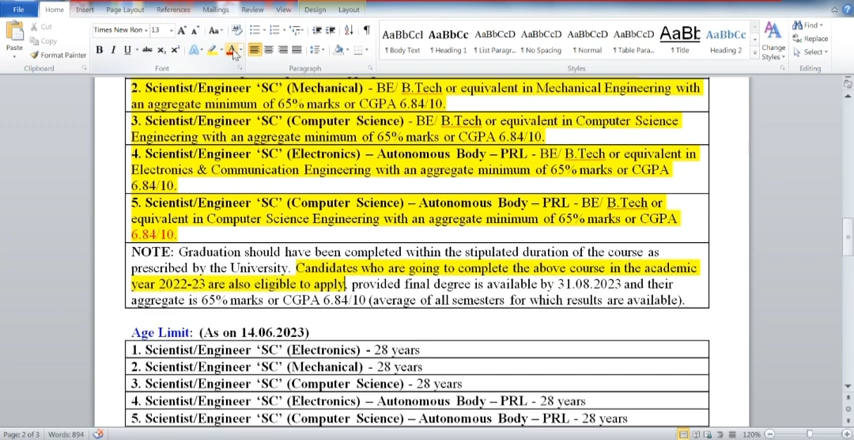 File Home Insert Page Layout References Mailings Review View Design Layout
Cut
Copy
Format Painter
Paste
Clipboard
Times New Ron 13
Font
Paragraph
AaBbCcI AaBbCc AaBbCcD AaBbCcD AaBbCcD AaBbCcD AaBb AaBbCc
¶ Body Text ¶ Heading 1 ¶ List Paragr... ¶ No Spacing ¶ Normal ¶ Table Para... ¶ Title Heading 2
Change Styles
Styles
Find
Replace
Select
Editing
2. Scientist/Engineer ‘SC’ (Mechanical) - BE/ B.Tech or equivalent in Mechanical Engineering with
an aggregate minimum of 65% marks or CGPA 6.84/10.
3. Scientist/Engineer ‘SC’ (Computer Science) - BE/ B.Tech or equivalent in Computer Science
Engineering with an aggregate minimum of 65% marks or CGPA 6.84/10.
4. Scientist/Engineer ‘SC’ (Electronics) – Autonomous Body – PRL - BE/ B.Tech or equivalent in
Electronics & Communication Engineering with an aggregate minimum of 65% marks or CGPA
6.84/10.
5. Scientist/Engineer ‘SC’ (Computer Science) – Autonomous Body – PRL - BE/ B.Tech or
equivalent in Computer Science Engineering with an aggregate minimum of 65% marks or CGPA
6.84/10.
NOTE: Graduation should have been completed within the stipulated duration of the course as
prescribed by the University. Candidates who are going to complete the above course in the academic
year 2022-23 are also eligible to apply, provided final degree is available by 31.08.2023 and their
aggregate is 65% marks or CGPA 6.84/10 (average of all semesters for which results are available).
Age Limit: (As on 14.06.2023)
1. Scientist/Engineer ‘SC’ (Electronics) - 28 years
2. Scientist/Engineer ‘SC’ (Mechanical) - 28 years
3. Scientist/Engineer ‘SC’ (Computer Science) - 28 years
4. Scientist/Engineer ‘SC’ (Electronics) – Autonomous Body – PRL - 28 years
5. Scientist/Engineer ‘SC’ (Computer Science) – Autonomous Body – PRL - 28 years
Page: 2 of 3 Words: 894 120%